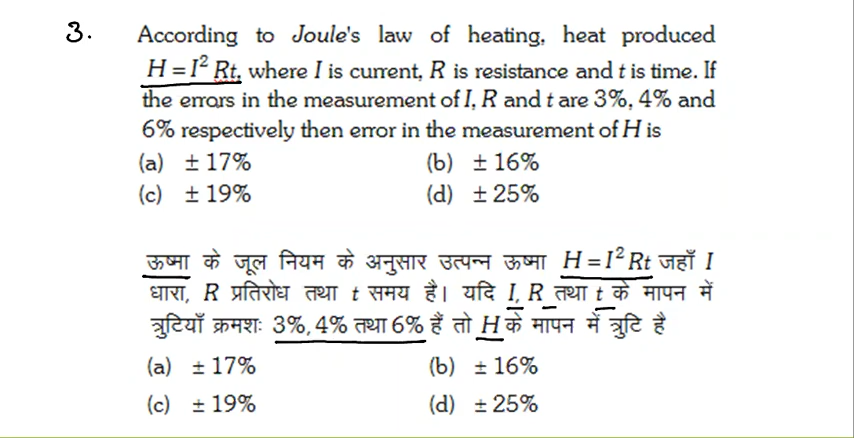 3. According to Joule's law of heating, heat produced
H = I² Rt, where I is current, R is resistance and t is time. If
the errors in the measurement of I, R and t are 3%, 4% and
6% respectively then error in the measurement of H is
(a) ± 17% (b) ± 16%
(c) ± 19% (d) ± 25%
ऊष्मा के जूल नियम के अनुसार उत्पन्न ऊष्मा H = I² Rt जहाँ I
धारा, R प्रतिरोध तथा t समय है। यदि I, R तथा t के मापन में
त्रुटियाँ क्रमशः 3%, 4% तथा 6% हैं तो H के मापन में त्रुटि है
(a) ± 17% (b) ± 16%
(c) ± 19% (d) ± 25%